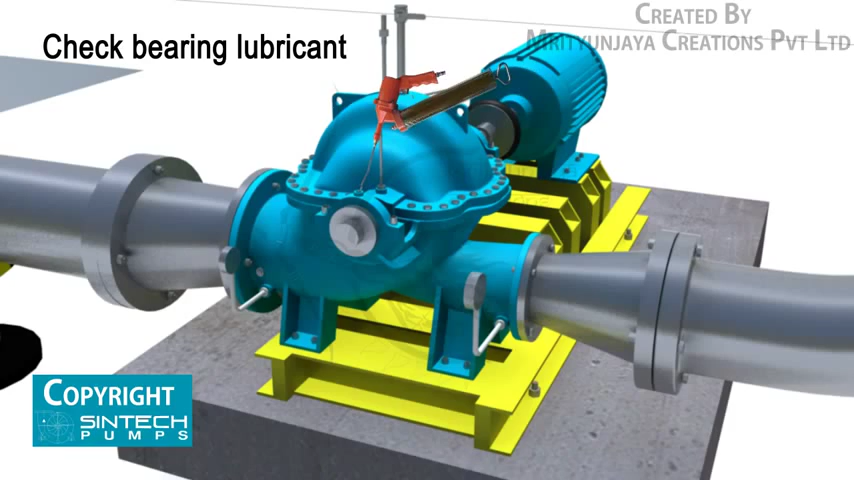 Check bearing lubricant
CREATED BY
MRITYUNJAYA CREATIONS PVT LTD
COPYRIGHT
SINTECH
PUMPS